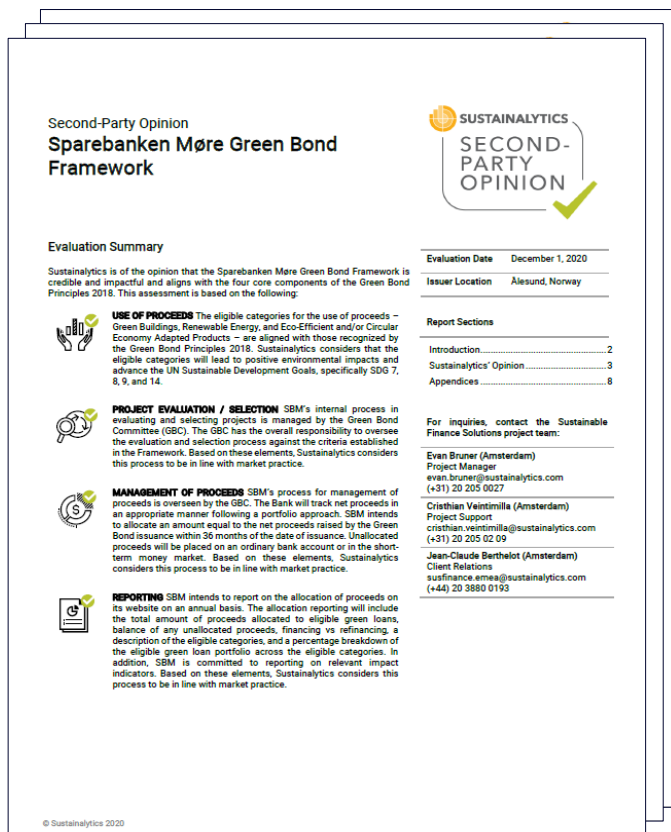 Second-Party Opinion
Sparebanken Møre Green Bond
Framework
SUSTAINALYTICS
SECOND-
PARTY
OPINION
Evaluation Summary
Sustainalytics is of the opinion that the Sparebanken Møre Green Bond Framework is
credible and impactful and aligns with the four core components of the Green Bond
Principles 2018. This assessment is based on the following:
USE OF PROCEEDS The eligible categories for the use of proceeds –
Green Buildings, Renewable Energy, and Eco-Efficient and/or Circular
Economy Adapted Products – are aligned with those recognized by
the Green Bond Principles 2018. Sustainalytics considers that the
eligible categories will lead to positive environmental impacts and
advance the UN Sustainable Development Goals, specifically SDG 7,
8, 9, and 14.
PROJECT EVALUATION / SELECTION SBM's internal process in
evaluating and selecting projects is managed by the Green Bond
Committee (GBC). The GBC has the overall responsibility to oversee
the evaluation and selection process against the criteria established
in the Framework. Based on these elements, Sustainalytics considers
this process to be in line with market practice.
MANAGEMENT OF PROCEEDS SBM's process for management of
proceeds is overseen by the GBC. The Bank will track net proceeds in
an appropriate manner following a portfolio approach. SBM intends
to allocate an amount equal to the net proceeds raised by the Green
Bond issuance within 36 months of the date of issuance. Unallocated
proceeds will be placed on an ordinary bank account or in the short-
term money market. Based on these elements, Sustainalytics
considers this process to be in line with market practice.
REPORTING SBM intends to report on the allocation of proceeds on
its website on an annual basis. The allocation reporting will include
the total amount of proceeds allocated to eligible green loans,
balance of any unallocated proceeds, financing vs refinancing, a
description of the eligible categories, and a percentage breakdown of
the eligible green loan portfolio across the eligible categories. In
addition, SBM is committed to reporting on relevant impact
indicators. Based on these elements, Sustainalytics considers this
process to be in line with market practice.
Evaluation Date December 1, 2020
Issuer Location Ålesund, Norway
Report Sections
Introduction.....................................2
Sustainalytics' Opinion.....................3
Appendices.....................................8
For inquiries, contact the Sustainable
Finance Solutions project team:
Evan Bruner (Amsterdam)
Project Manager
evan.bruner@sustainalytics.com
(+31) 20 205 0027
Cristhian Veintimilla (Amsterdam)
Project Support
cristhian.veintimilla@sustainalytics.com
(+31) 20 205 02 09
Jean-Claude Berthelot (Amsterdam)
Client Relations
susfinance.emea@sustainalytics.com
(+44) 20 3880 0193
© Sustainalytics 2020